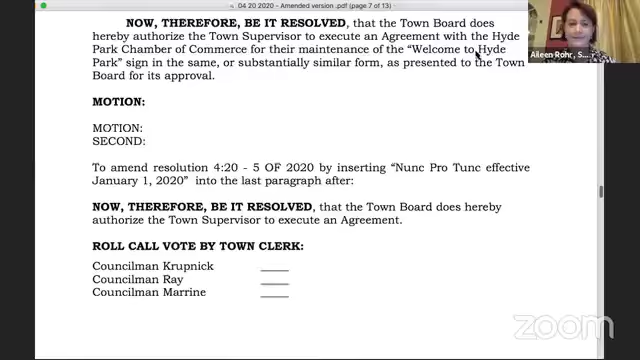 04 20 2020 - Amended version .pdf (page 7 of 13)
NOW, THEREFORE, BE IT RESOLVED, that the Town Board does
hereby authorize the Town Supervisor to execute an Agreement with the Hyde
Park Chamber of Commerce for their maintenance of the “Welcome to Hyde
Park” sign in the same, or substantially similar form, as presented to the Town
Board for its approval.
MOTION:
MOTION:
SECOND:
To amend resolution 4:20 - 5 OF 2020 by inserting “Nunc Pro Tunc effective
January 1, 2020” into the last paragraph after:
NOW, THEREFORE, BE IT RESOLVED, that the Town Board does hereby
authorize the Town Supervisor to execute an Agreement.
ROLL CALL VOTE BY TOWN CLERK:
Councilman Krupnick _____
Councilman Ray _____
Councilman Marrine _____
Aileen Rohr, S...
zoom